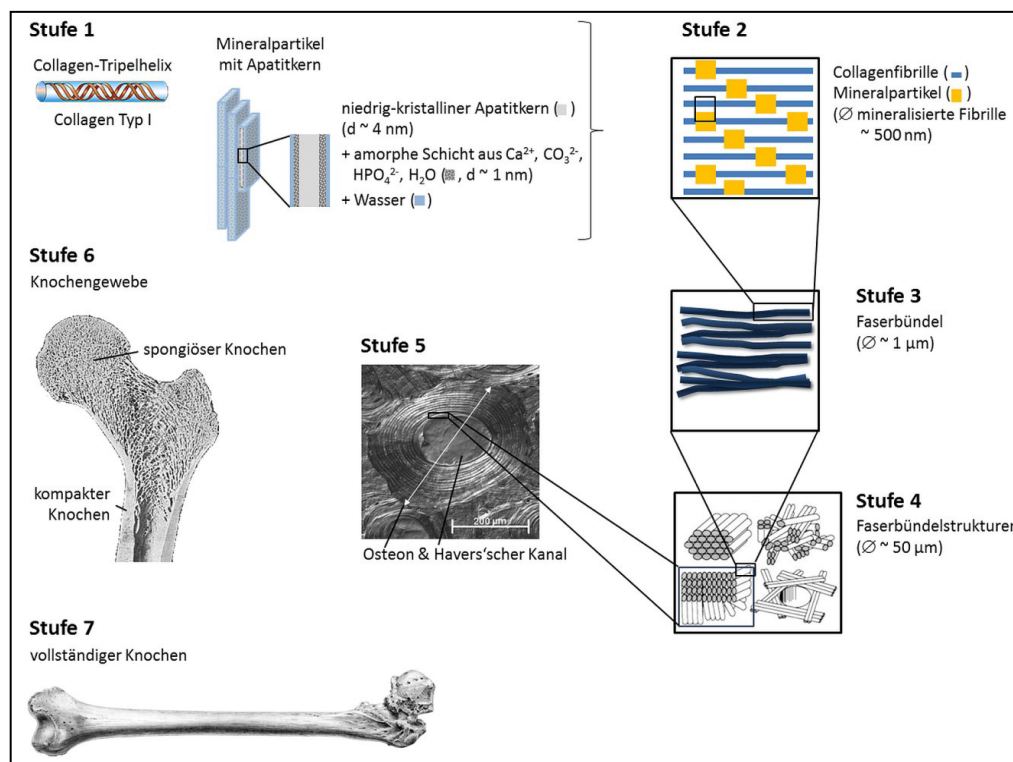 Stufe 1
Collagen-Tripelhelix
Collagen Typ I
Mineralpartikel
mit Apatitkern
niedrig-kristalliner Apatitkern ( )
(d ~ 4 nm)
+ amorphe Schicht aus Ca²⁺, CO₃²⁻,
HPO₄²⁻, H₂O ( , d ~ 1 nm)
+ Wasser ( )
Stufe 2
Collagenfibrille ( )
Mineralpartikel ( )
(∅ mineralisierte Fibrille
~ 500 nm)
Stufe 3
Faserbündel
(∅ ~ 1 µm)
Stufe 4
Faserbündelstrukturen
(∅ ~ 50 µm)
Stufe 5
200 µm
Osteon & Havers‘scher Kanal
Stufe 6
Knochengewebe
spongiöser Knochen
kompakter
Knochen
Stufe 7
vollständiger Knochen